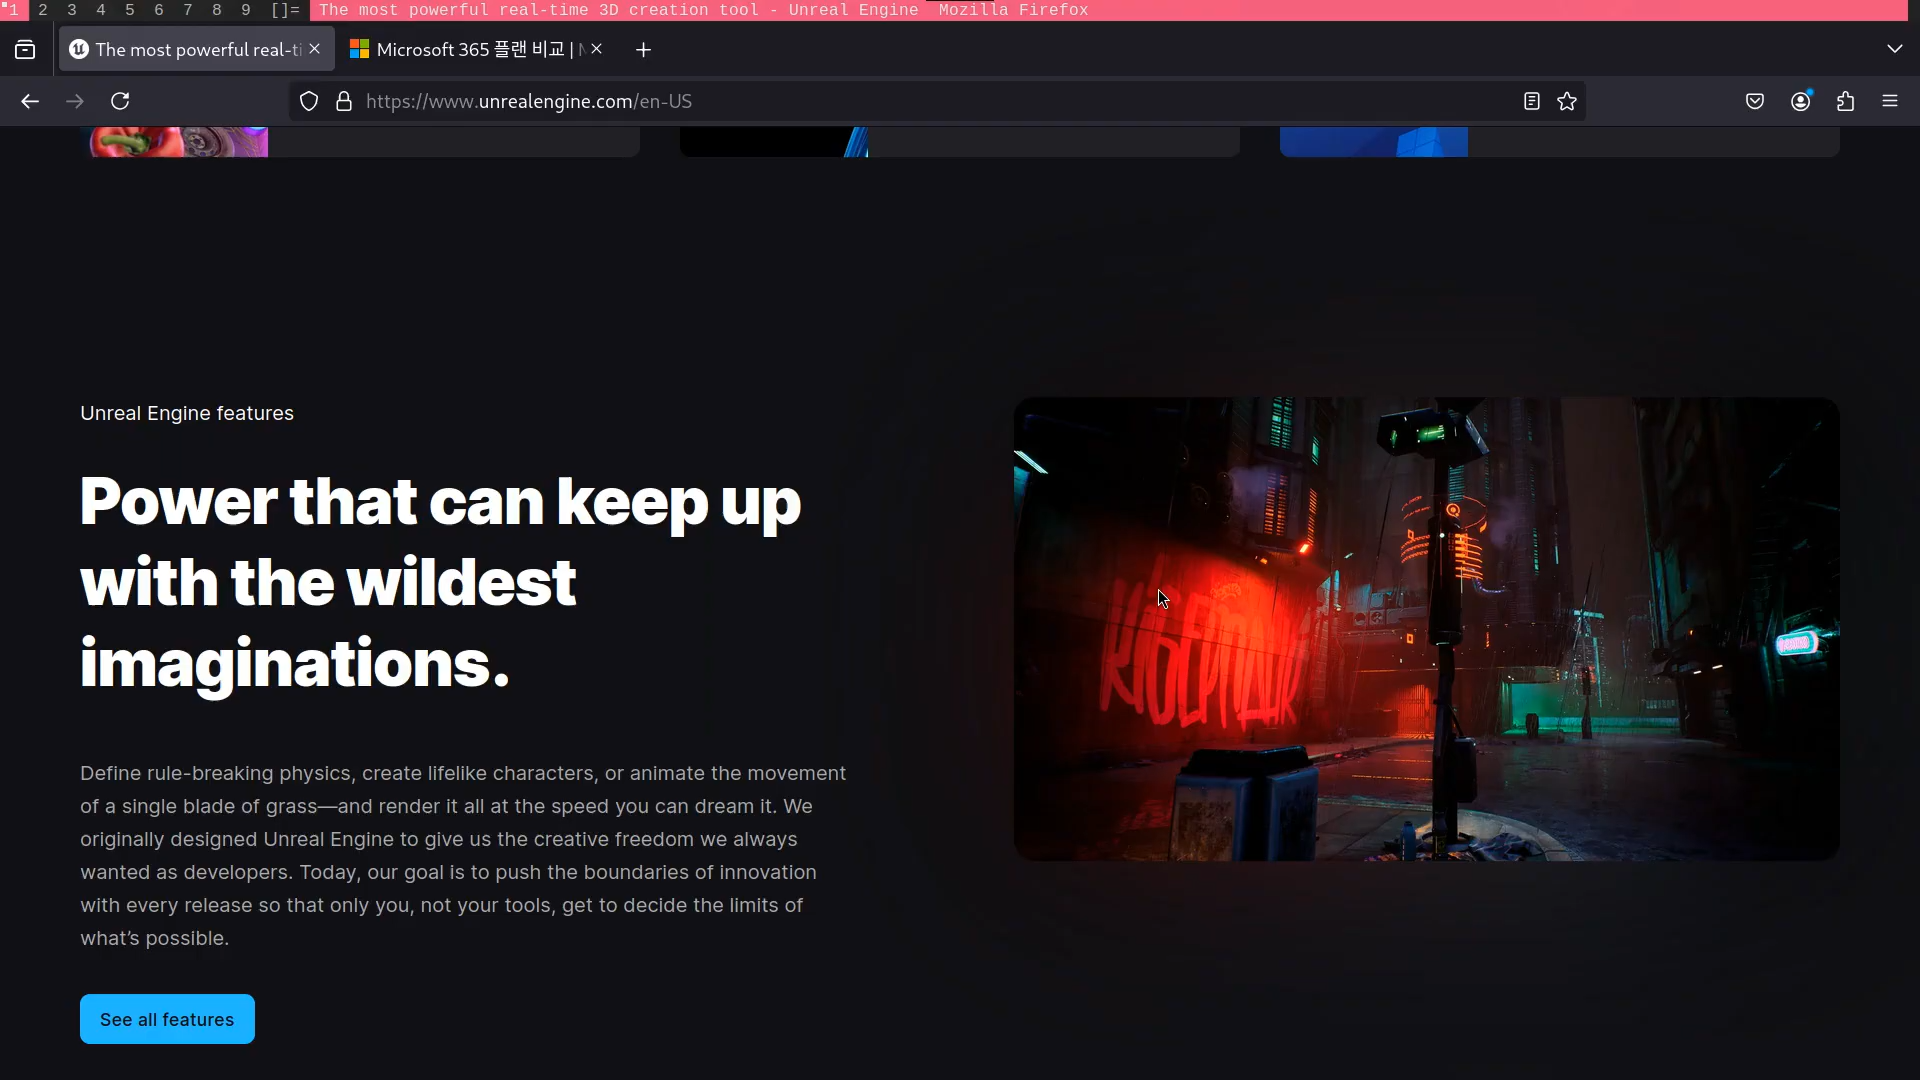 1 2 3 4 5 6 7 8 9 []= The most powerful real-time 3D creation tool - Unreal Engine  Mozilla Firefox
The most powerful real-ti Microsoft 365 플랜 비교 |
https://www.unrealengine.com/en-US
Unreal Engine features
Power that can keep up
with the wildest
imaginations.
Define rule-breaking physics, create lifelike characters, or animate the movement
of a single blade of grass—and render it all at the speed you can dream it. We
originally designed Unreal Engine to give us the creative freedom we always
wanted as developers. Today, our goal is to push the boundaries of innovation
with every release so that only you, not your tools, get to decide the limits of
what’s possible.
See all features